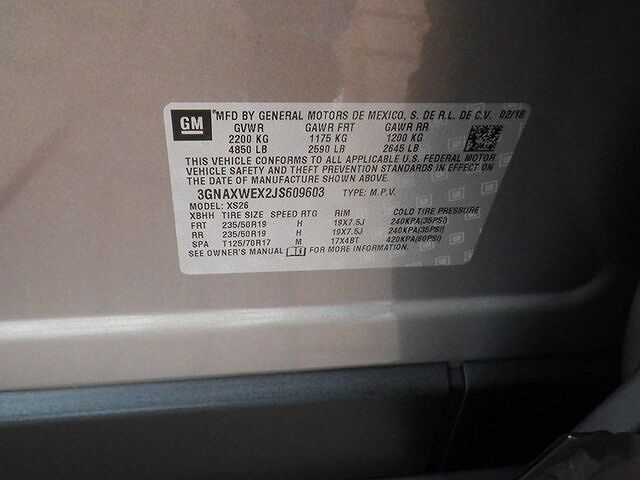 GM
MFD BY GENERAL MOTORS DE MEXICO, S. DE R.L. DE C.V. 02/18
GVWR GAWR FRT GAWR RR
2200 KG 1175 KG 1200 KG
4850 LB 2590 LB 2645 LB
THIS VEHICLE CONFORMS TO ALL APPLICABLE U.S. FEDERAL MOTOR
VEHICLE SAFETY AND THEFT PREVENTION STANDARDS IN EFFECT ON
THE DATE OF MANUFACTURE SHOWN ABOVE.
3GNAXWEX2JS609603 TYPE: M.P.V.
MODEL: XS26
XBHH TIRE SIZE SPEED RTG RIM COLD TIRE PRESSURE
FRT 235/50R19 H 19X7.5J 240KPA(35PSI)
RR 235/50R19 H 19X7.5J 240KPA(35PSI)
SPA T125/70R17 M 17X4BT 420KPA(60PSI)
SEE OWNER'S MANUAL FOR MORE INFORMATION.